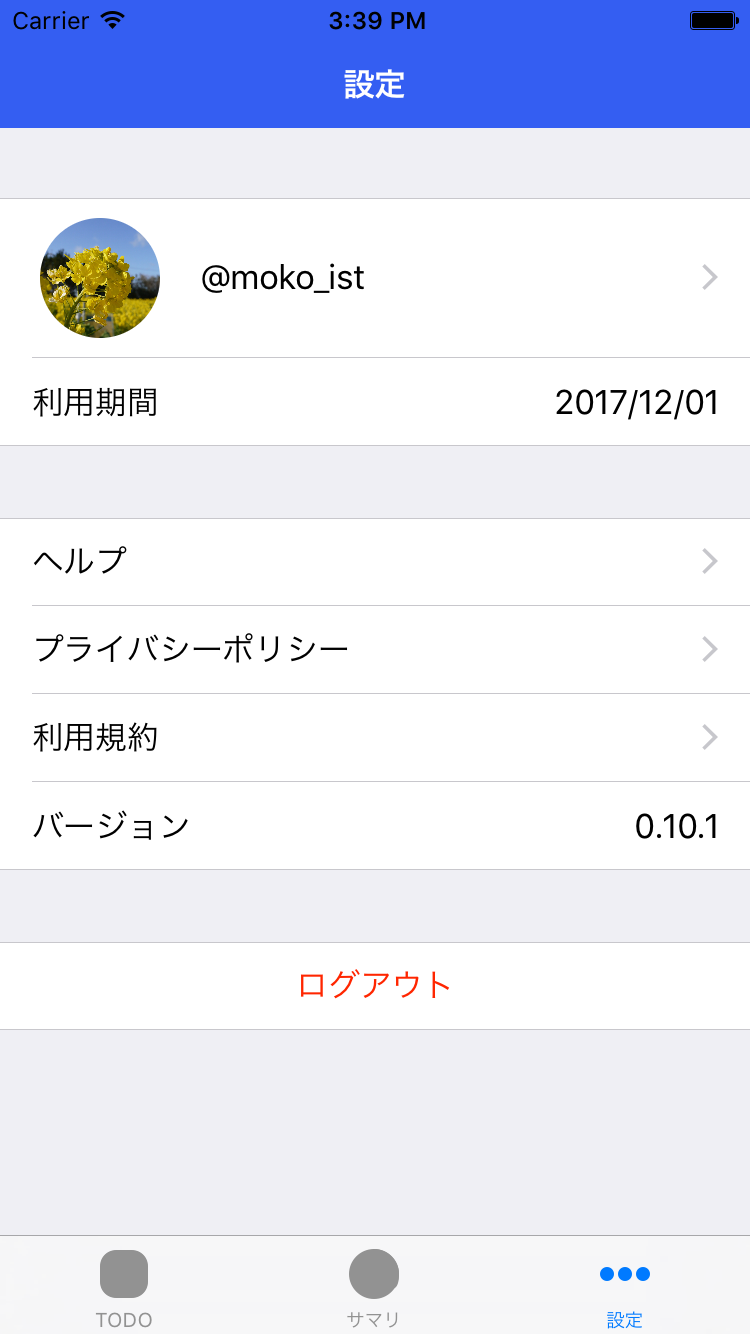 Carrier 3:39 PM
設定
@moko_ist
利用期間 2017/12/01
ヘルプ
プライバシーポリシー
利用規約
バージョン 0.10.1
ログアウト
TODO サマリ 設定